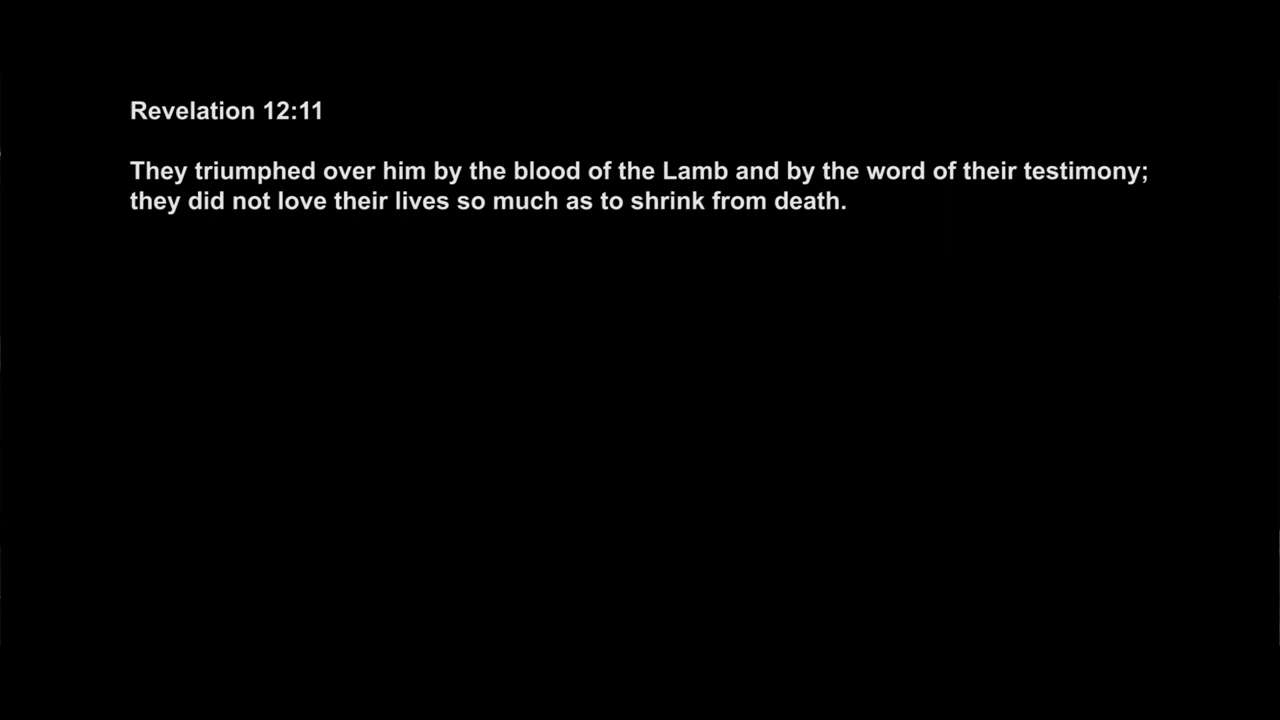 Revelation 12:11
They triumphed over him by the blood of the Lamb and by the word of their testimony;
they did not love their lives so much as to shrink from death.